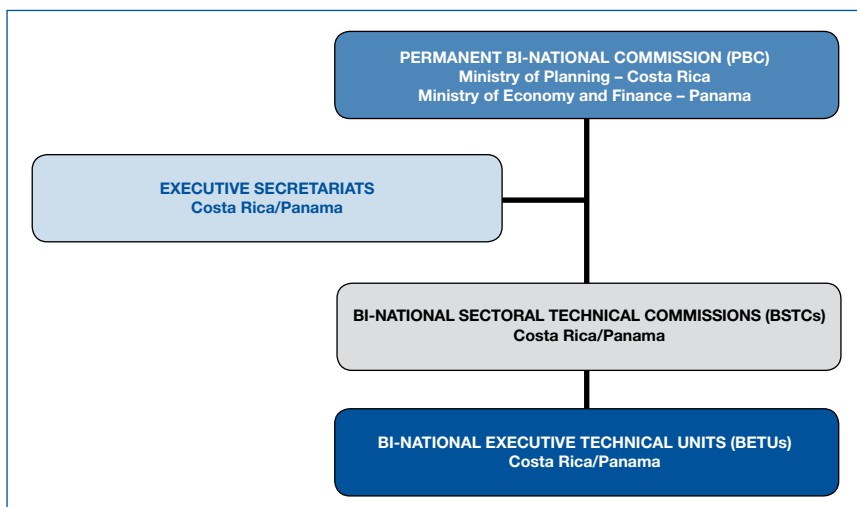 PERMANENT BI-NATIONAL COMMISSION (PBC)
Ministry of Planning – Costa Rica
Ministry of Economy and Finance – Panama
EXECUTIVE SECRETARIATS
Costa Rica/Panama
BI-NATIONAL SECTORAL TECHNICAL COMMISSIONS (BSTCs)
Costa Rica/Panama
BI-NATIONAL EXECUTIVE TECHNICAL UNITS (BETUs)
Costa Rica/Panama